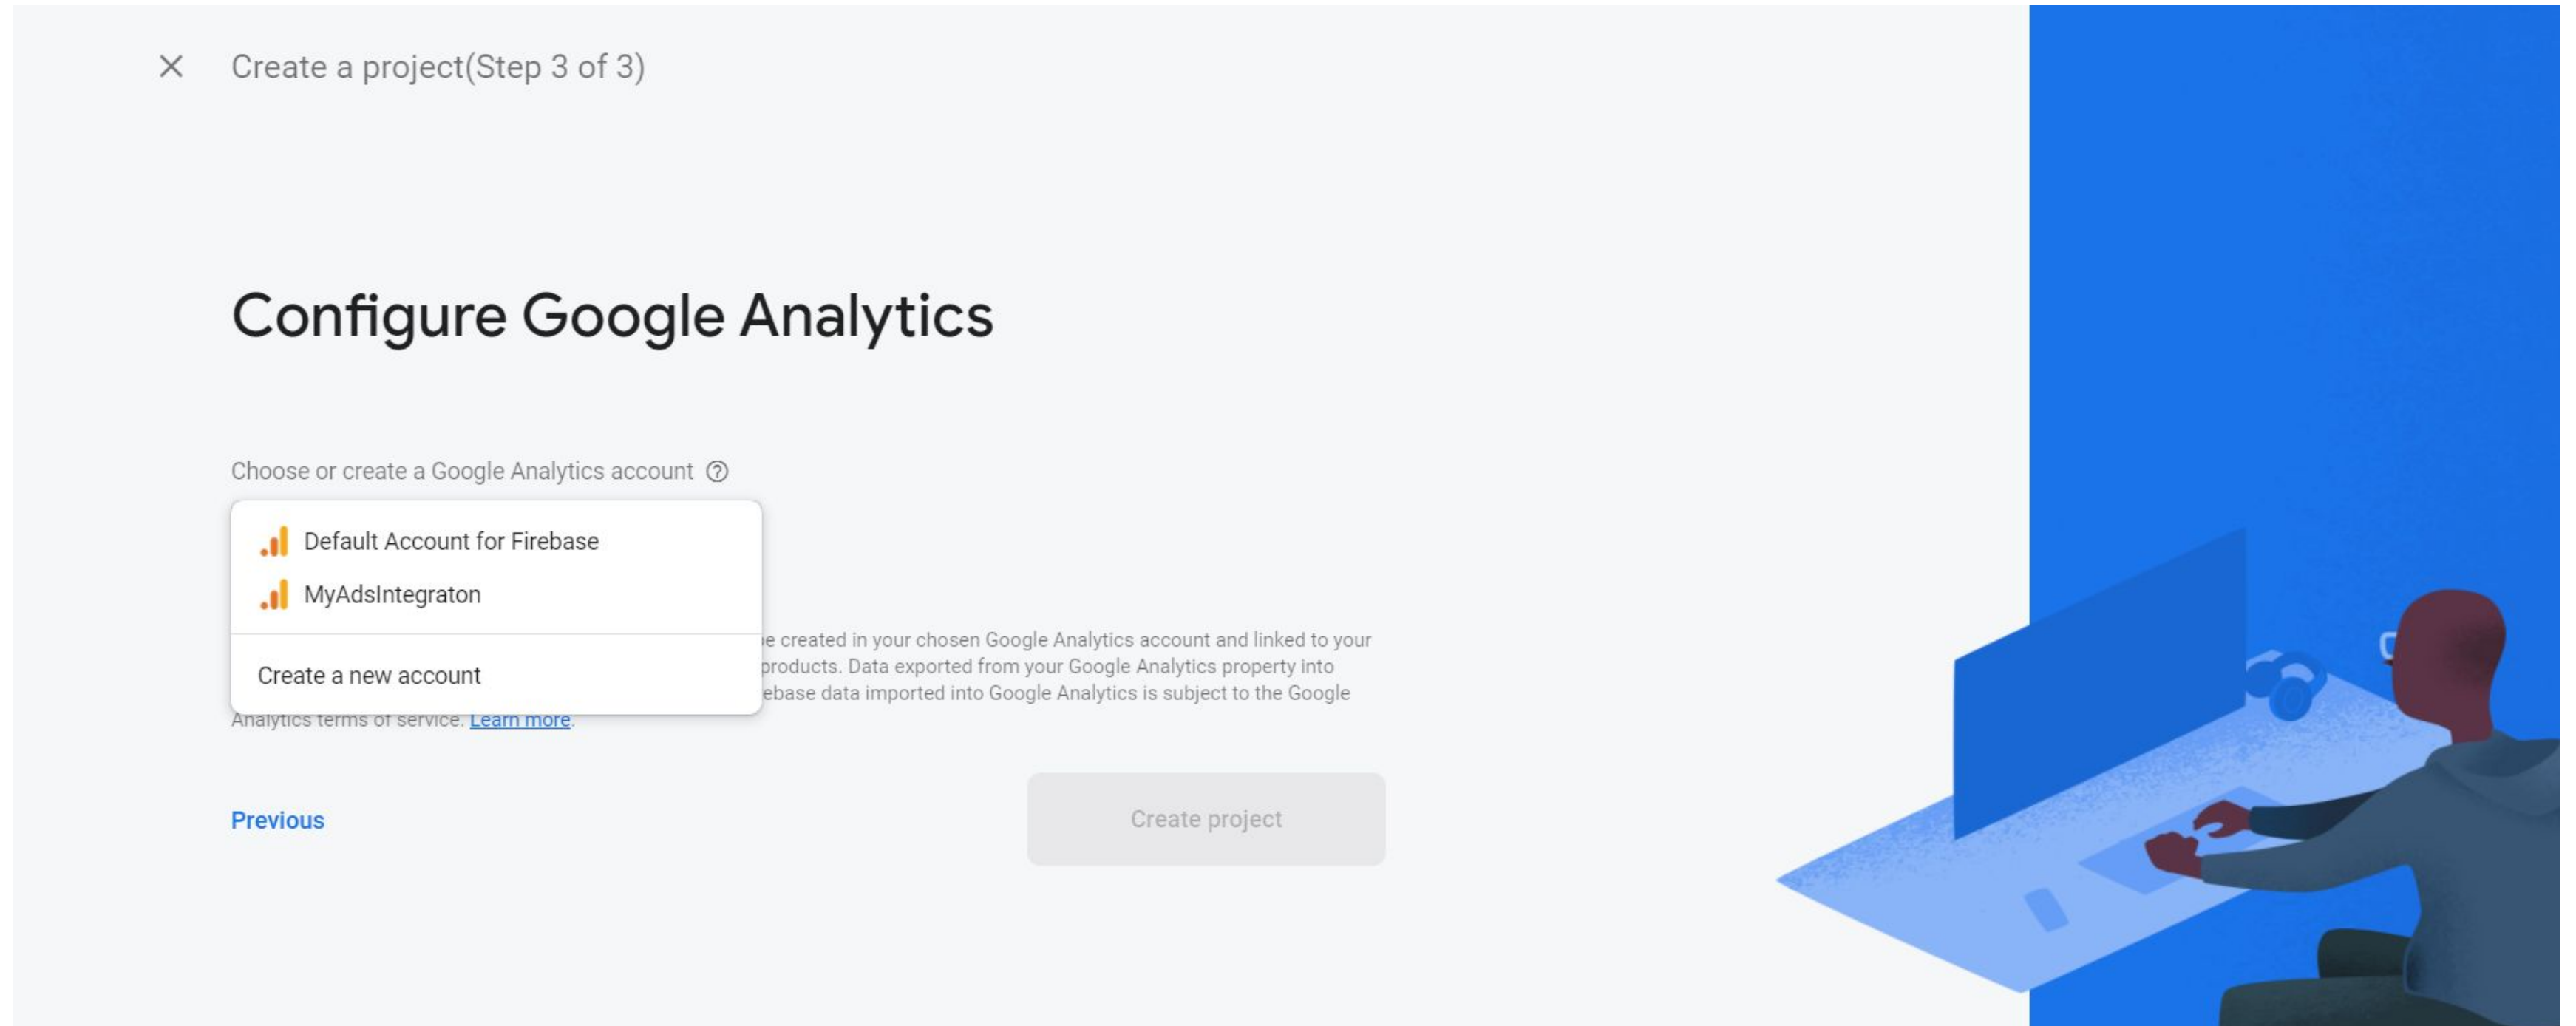 Create a project(Step 3 of 3)
Configure Google Analytics
Choose or create a Google Analytics account
Default Account for Firebase
MyAdsIntegraton
Create a new account
be created in your chosen Google Analytics account and linked to your
products. Data exported from your Google Analytics property into
ebase data imported into Google Analytics is subject to the Google
Analytics terms of service. Learn more.
Previous
Create project